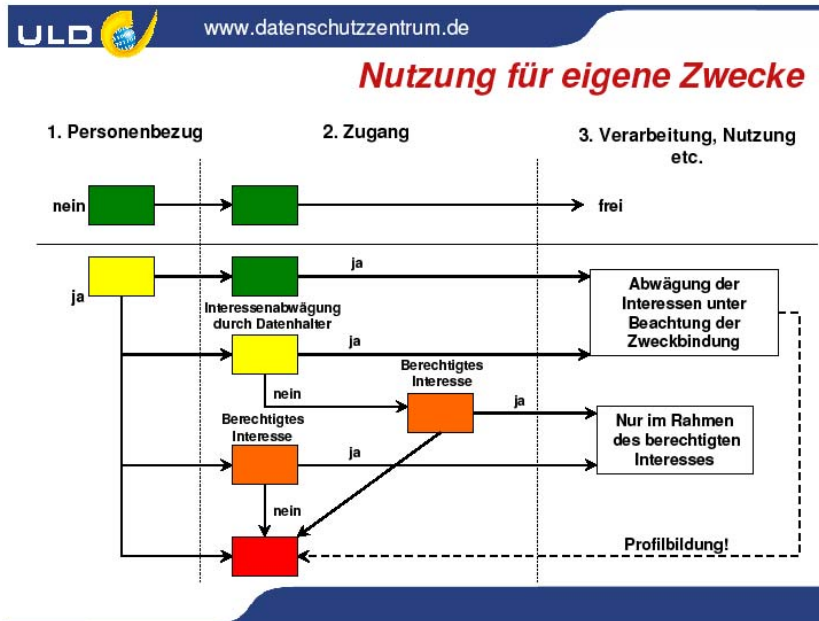 ULD
www.datenschutzzentrum.de
Nutzung für eigene Zwecke
1. Personenbezug
2. Zugang
3. Verarbeitung, Nutzung
etc.
nein
frei
ja
ja
Interessenabwägung
durch Datenhalter
Abwägung der
Interessen unter
Beachtung der
Zweckbindung
ja
nein
Berechtigtes
Interesse
ja
Berechtigtes
Interesse
ja
Nur im Rahmen
des berechtigten
Interesses
nein
Profilbildung!